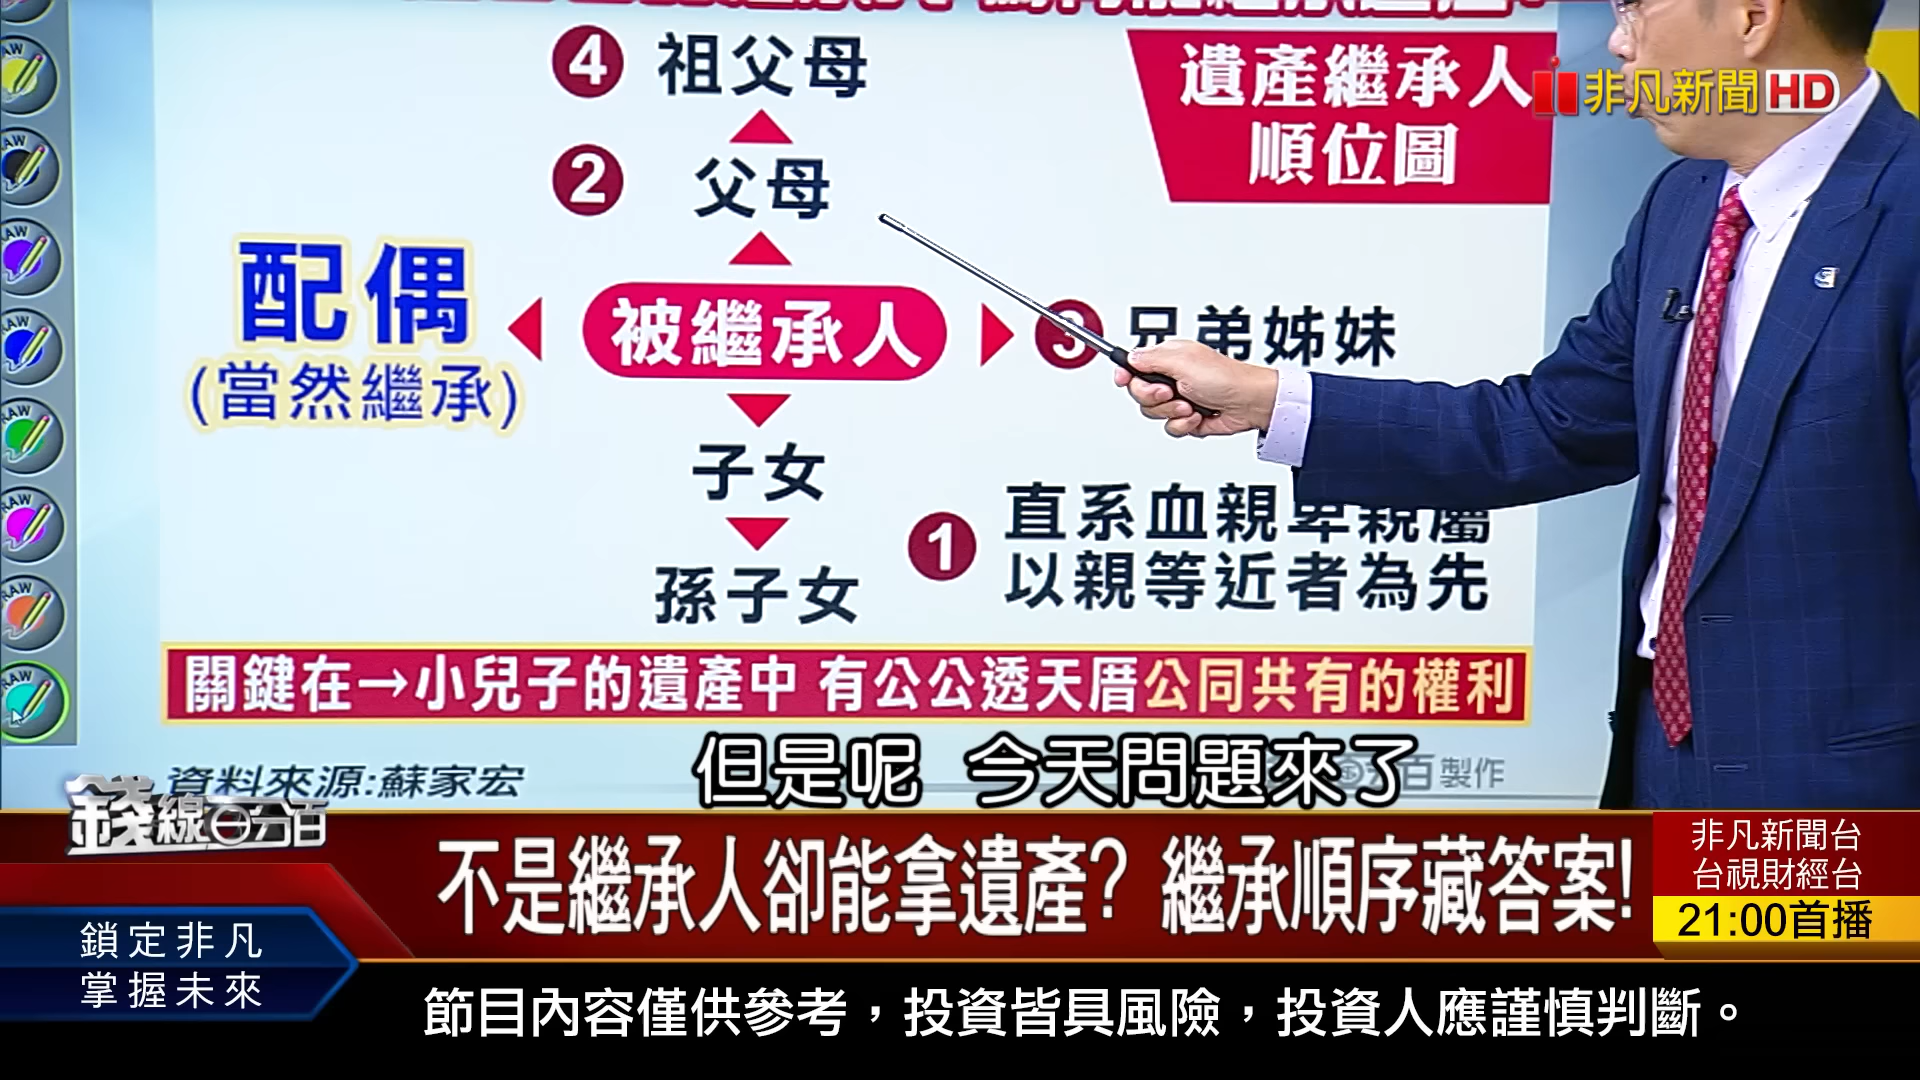 ④ 祖父母
遺產繼承人
順位圖
非凡新聞HD
② 父母
配偶
(當然繼承)
被繼承人
③ 兄弟姊妹
子女
① 直系血親卑親屬
以親等近者為先
孫子女
關鍵在→小兒子的遺產中 有公公透天厝公同共有的權利
資料來源:蘇家宏
製作
但是呢 今天問題來了
錢線百分百
不是繼承人卻能拿遺產? 繼承順序藏答案!
非凡新聞台
台視財經台
21:00首播
鎖定非凡
掌握未來
節目內容僅供參考，投資皆具風險，投資人應謹慎判斷。